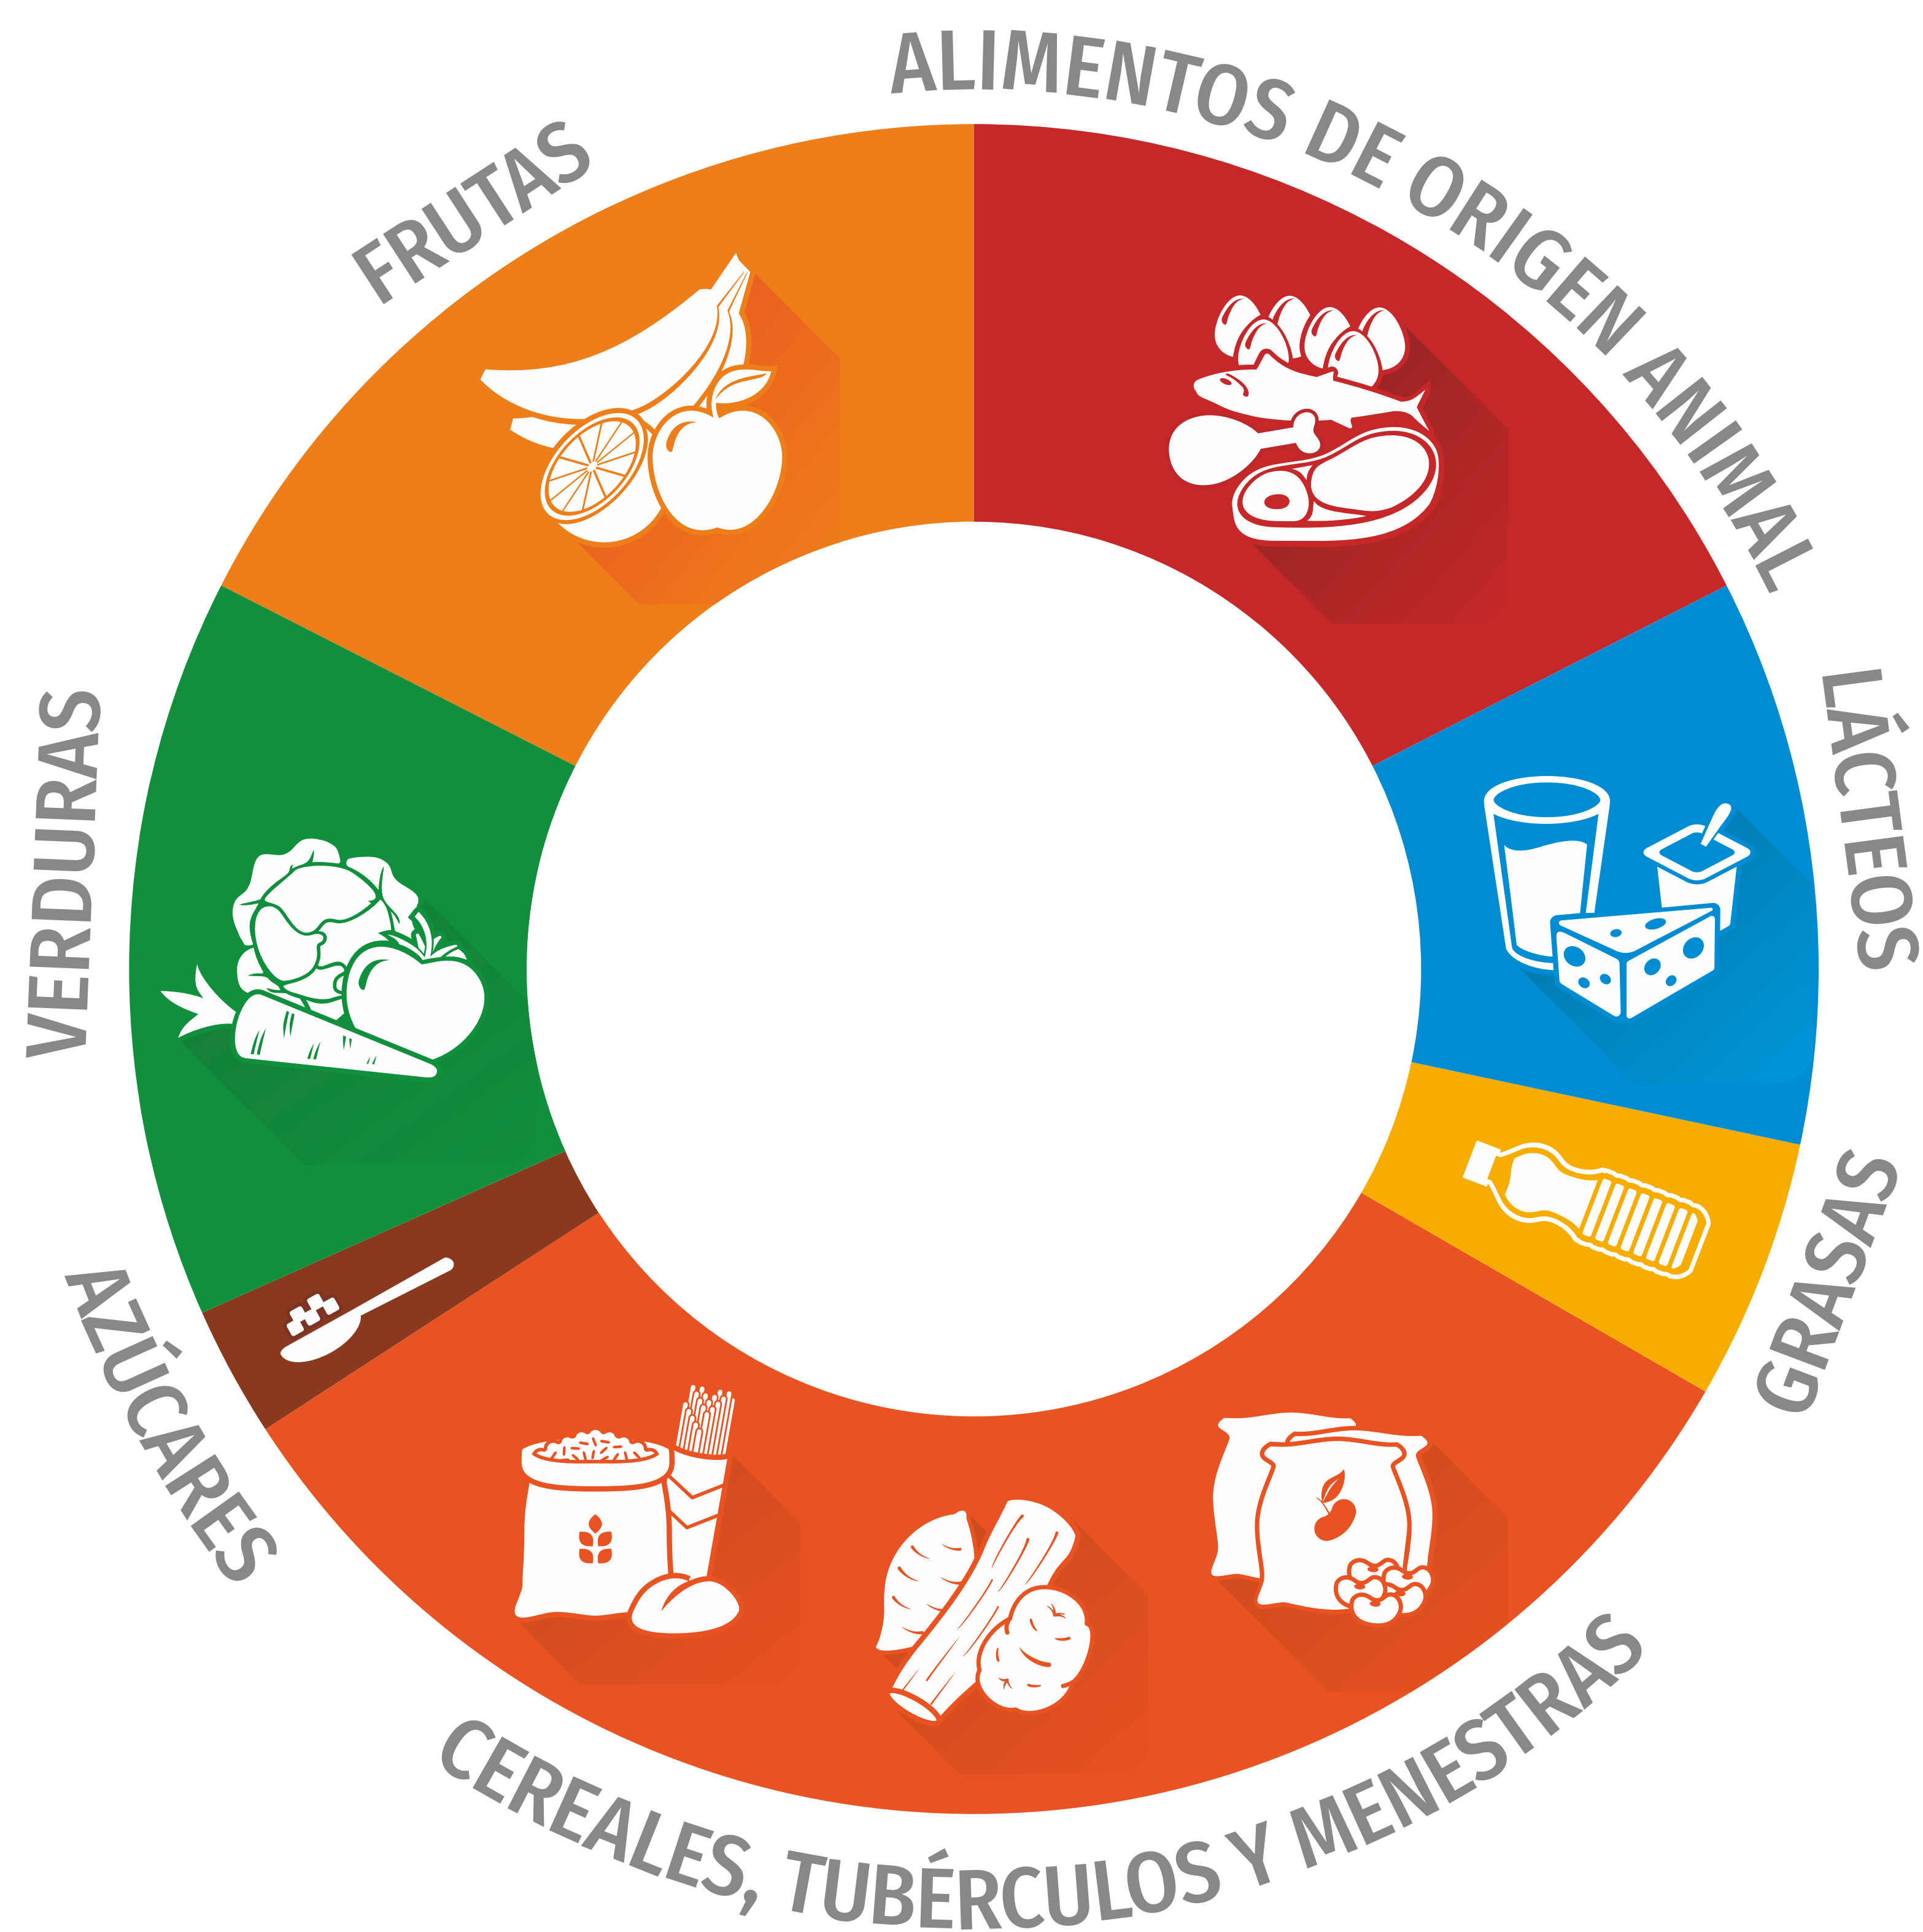 ALIMENTOS DE ORIGEN ANIMAL
LÁCTEOS
GRASAS
CEREALES, TUBÉRCULOS Y MENESTRAS
AZÚCARES
VERDURAS
FRUTAS